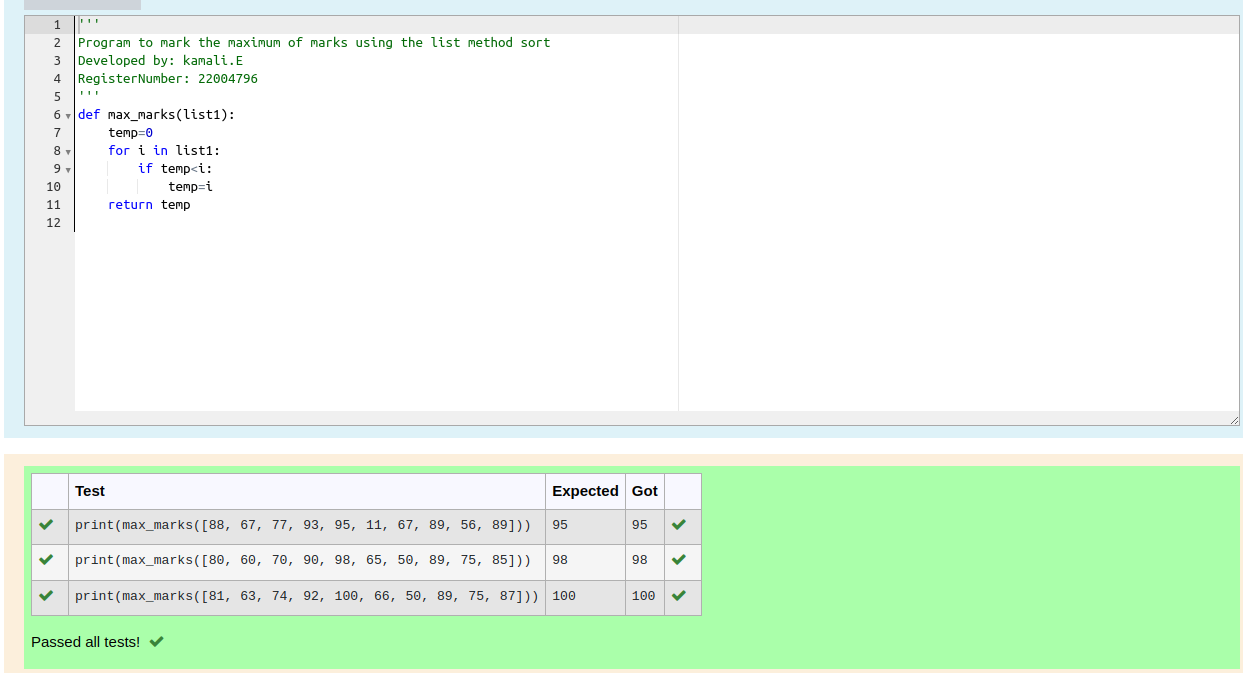 1 '''
2 Program to mark the maximum of marks using the list method sort
3 Developed by: kamali.E
4 RegisterNumber: 22004796
5 '''
6 def max_marks(list1):
7     temp=0
8     for i in list1:
9         if temp<i:
10             temp=i
11     return temp
12
Test Expected Got
print(max_marks([88, 67, 77, 93, 95, 11, 67, 89, 56, 89])) 95 95
print(max_marks([80, 60, 70, 90, 98, 65, 50, 89, 75, 85])) 98 98
print(max_marks([81, 63, 74, 92, 100, 66, 50, 89, 75, 87])) 100 100
Passed all tests!